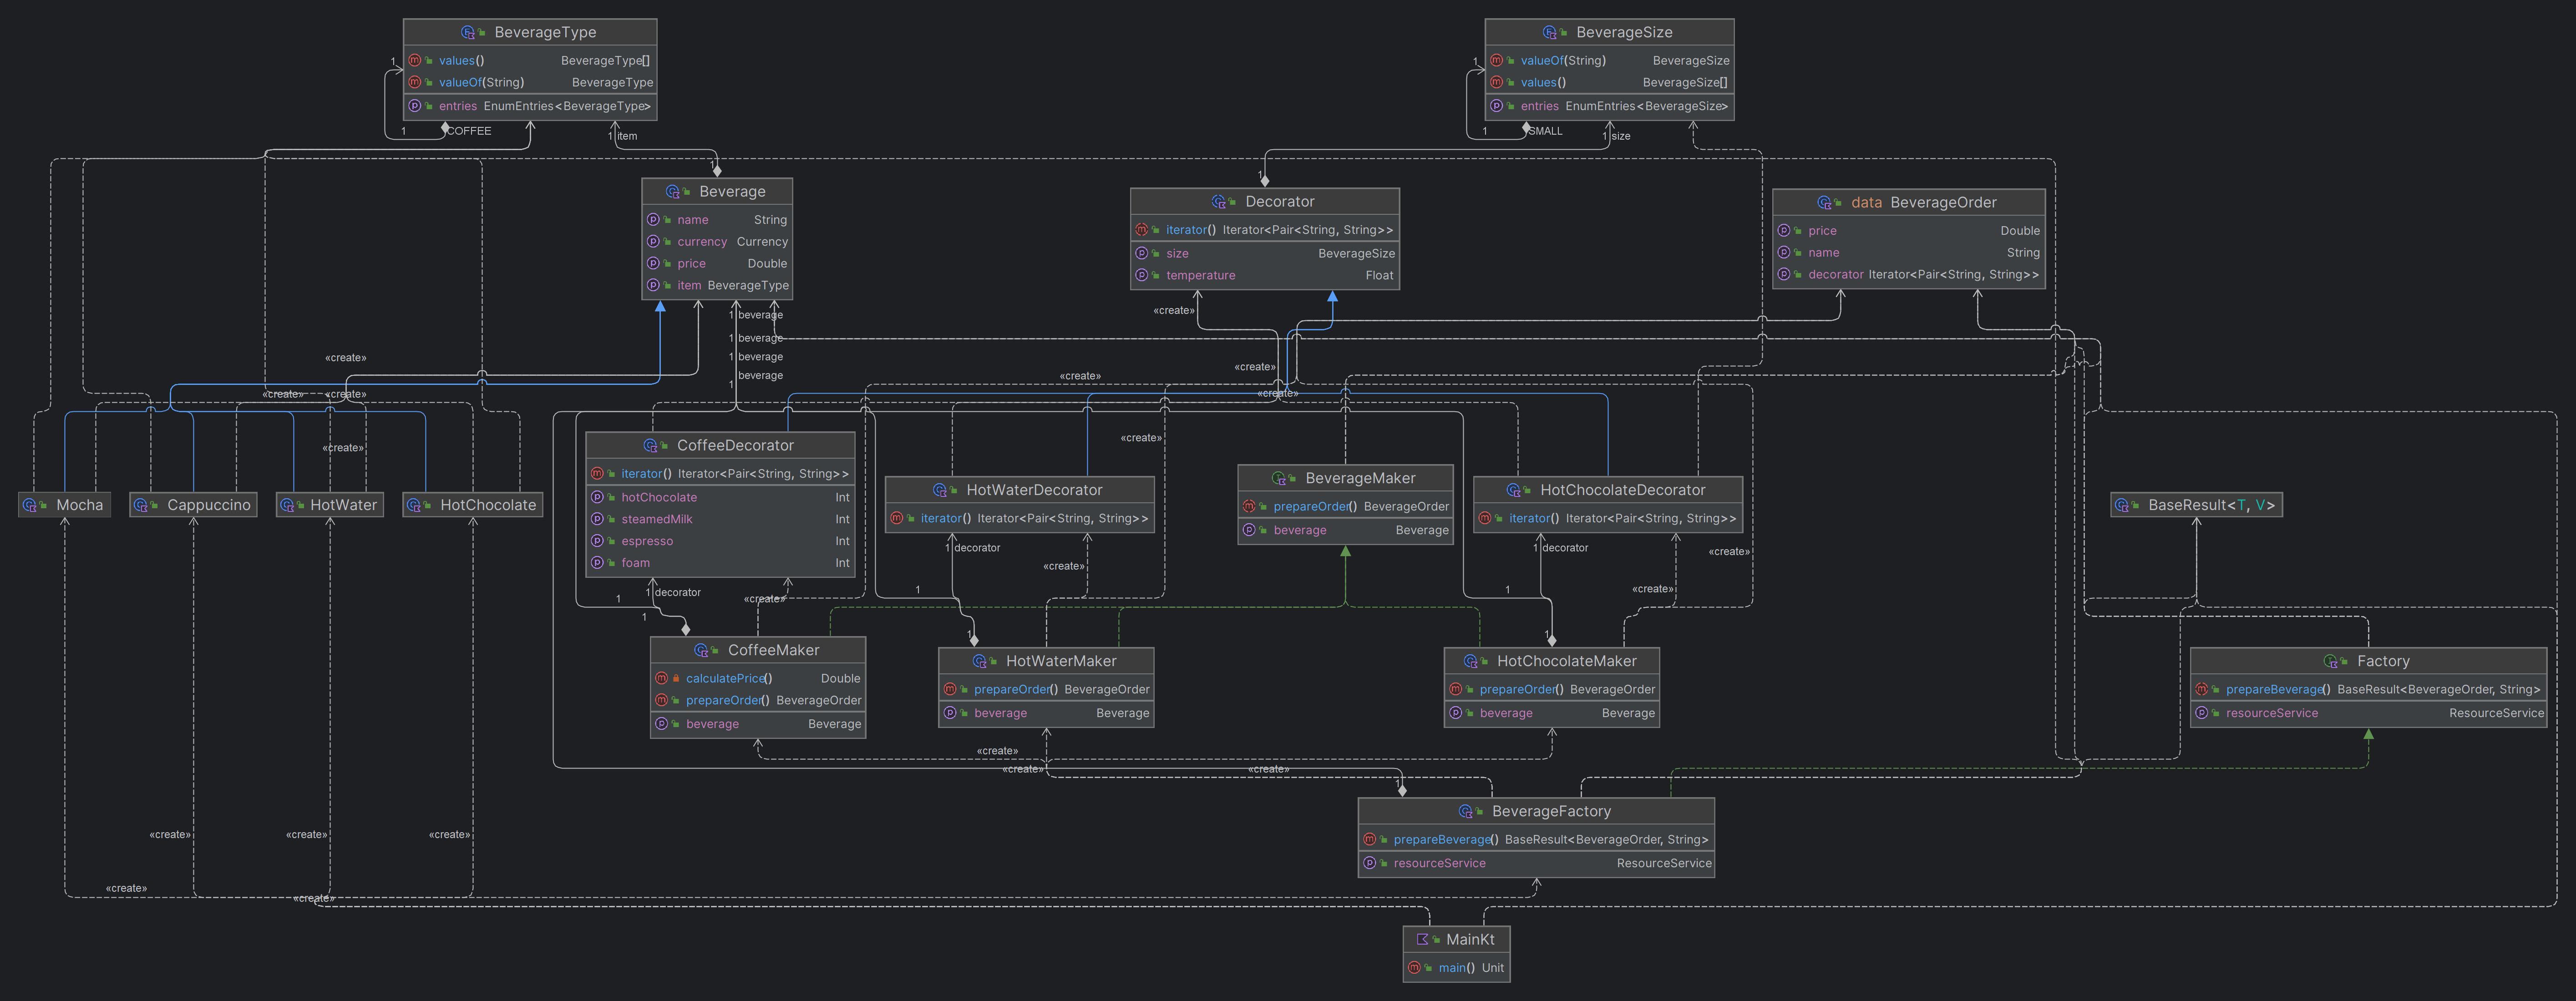 BeverageType
values() BeverageType[]
valueOf(String) BeverageType
entries EnumEntries<BeverageType>
1
1
COFFEE
1 item
1
BeverageSize
valueOf(String) BeverageSize
values() BeverageSize[]
entries EnumEntries<BeverageSize>
1
1
SMALL
1 size
1
Beverage
name String
currency Currency
price Double
item BeverageType
Decorator
iterator() Iterator<Pair<String, String>>
size BeverageSize
temperature Float
data BeverageOrder
price Double
name String
decorator Iterator<Pair<String, String>>
«create»
1 beverage
1 beverage
1 beverage
beverage
1
«create»
«create»
«create»
«create»
«create»
«create»
«create»
«create»
Mocha
Cappuccino
HotWater
HotChocolate
CoffeeDecorator
iterator() Iterator<Pair<String, String>>
hotChocolate Int
steamedMilk Int
espresso Int
foam Int
HotWaterDecorator
iterator() Iterator<Pair<String, String>>
BeverageMaker
prepareOrder() BeverageOrder
beverage Beverage
HotChocolateDecorator
iterator() Iterator<Pair<String, String>>
BaseResult<T, V>
1 decorator
1 decorator
«create»
«create»
«create»
1
1 decorator
«create»
1
1
1
1
1
1
CoffeeMaker
calculatePrice() Double
prepareOrder() BeverageOrder
beverage Beverage
HotWaterMaker
prepareOrder() BeverageOrder
beverage Beverage
HotChocolateMaker
prepareOrder() BeverageOrder
beverage Beverage
Factory
prepareBeverage() BaseResult<BeverageOrder, String>
resourceService ResourceService
«create»
«create»
«create»
1
BeverageFactory
prepareBeverage() BaseResult<BeverageOrder, String>
resourceService ResourceService
«create»
«create»
«create»
«create»
«create»
MainKt
main() Unit